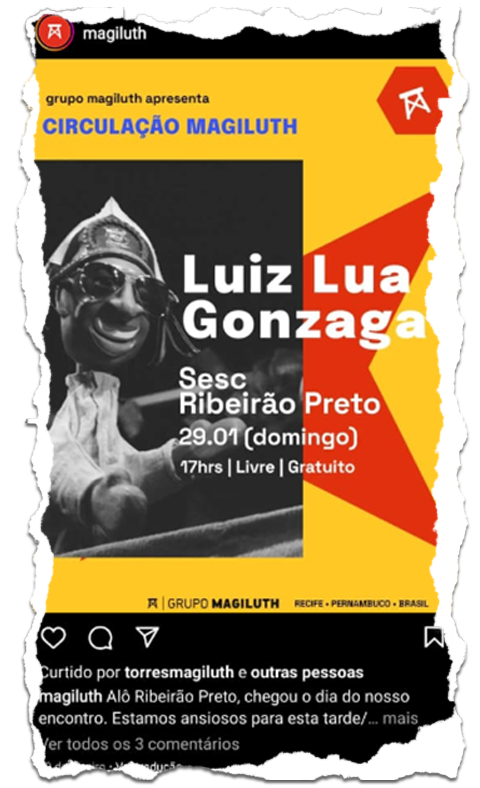 magiluth
grupo magiluth apresenta
CIRCULAÇÃO MAGILUTH
Luiz Lua
Gonzaga
Sesc
Ribeirão Preto
29.01 (domingo)
17hrs | Livre | Gratuito
GRUPO MAGILUTH RECIFE • PERNAMBUCO • BRASIL
Curtido por torresmagiluth e outras pessoas
magiluth Alô Ribeirão Preto, chegou o dia do nosso
encontro. Estamos ansiosos para esta tarde/... mais
Ver todos os 3 comentários